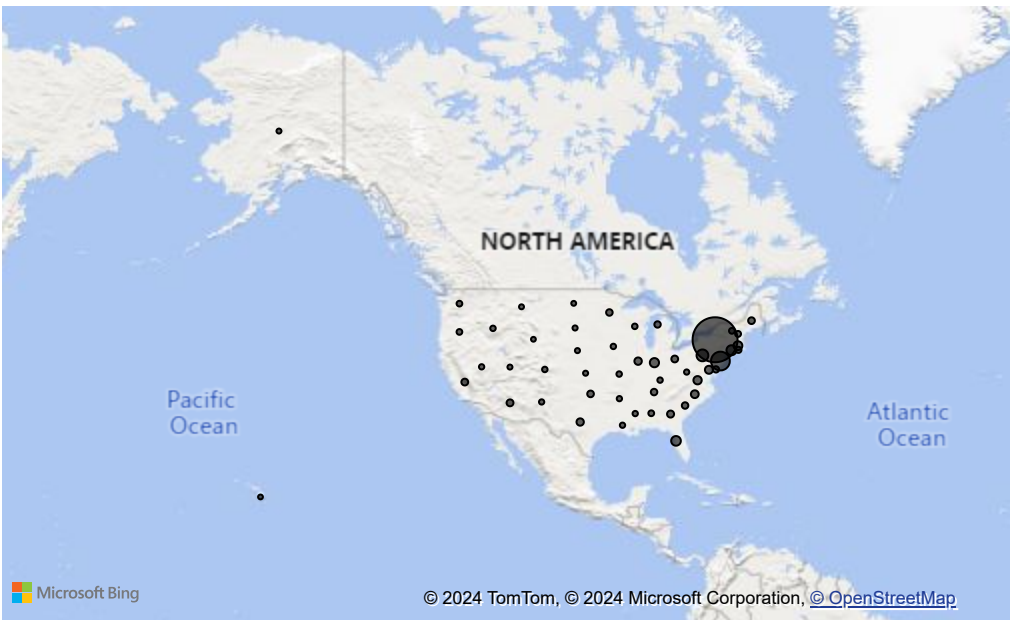 NORTH AMERICA
Pacific
Ocean
Atlantic
Ocean
Microsoft Bing
© 2024 TomTom, © 2024 Microsoft Corporation, © OpenStreetMap